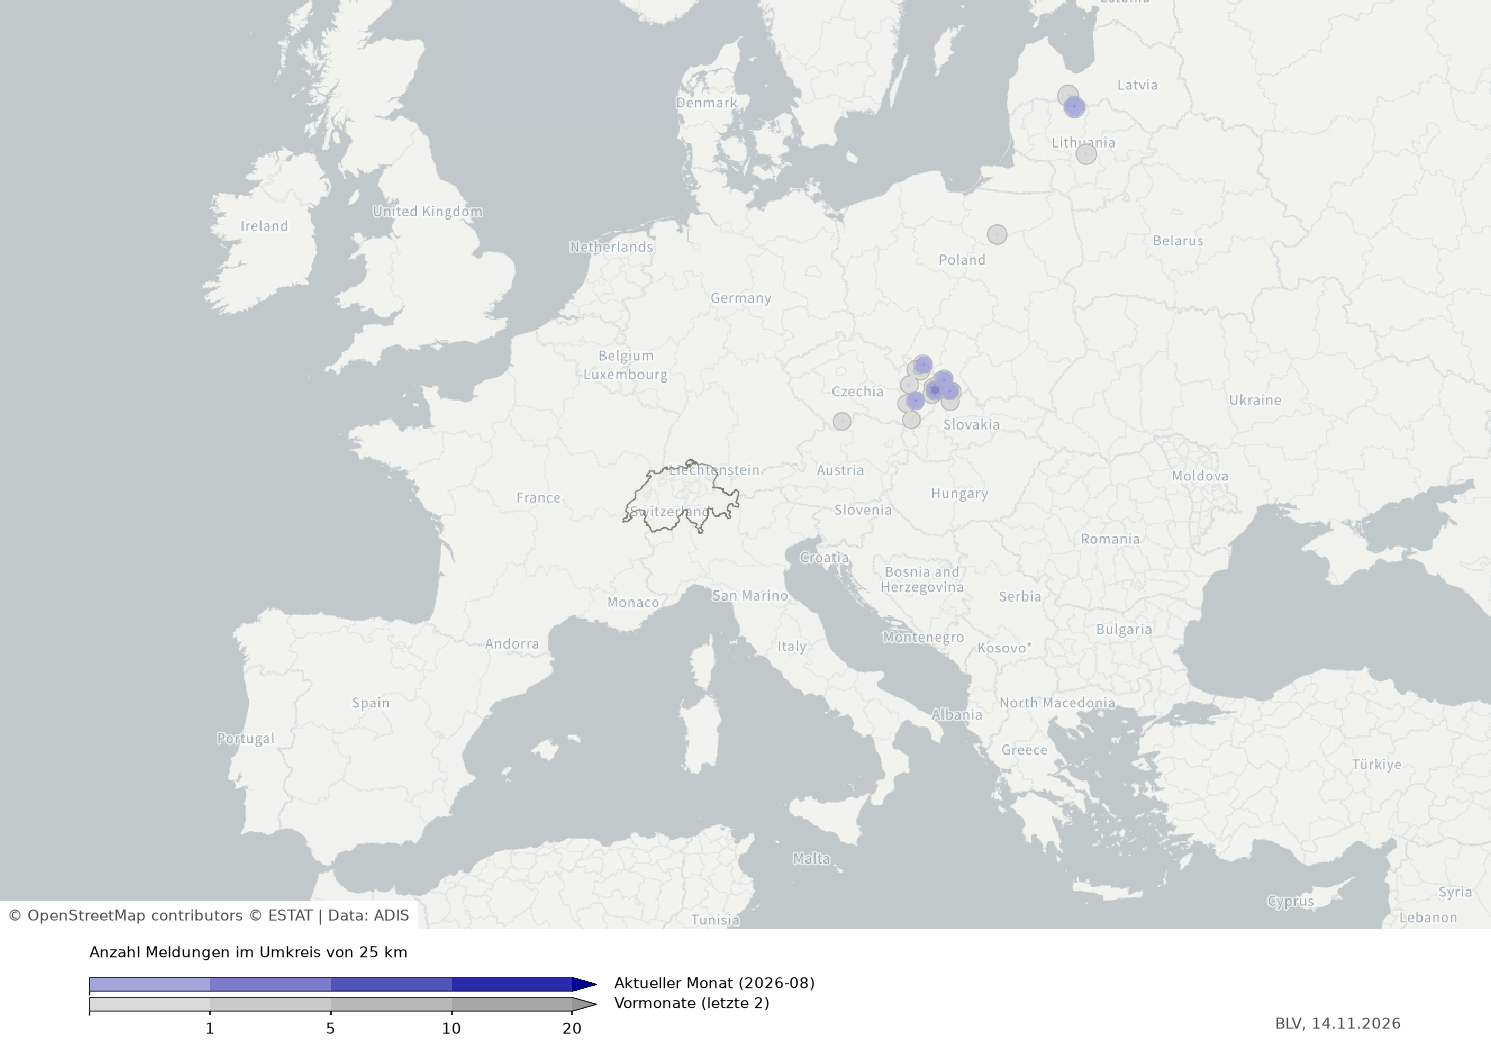 Estonia
Latvia
Denmark
Lithuania
United Kingdom
Ireland
Belarus
Netherlands
Poland
Germany
Belgium
Luxembourg
Czechia
Ukraine
Slovakia
Liechtenstein
Austria
Moldova
France
Hungary
Switzerland
Slovenia
Romania
Croatia
Bosnia and
Herzegovina
San Marino
Serbia
Monaco
Bulgaria
Andorra
Montenegro
Italy
Kosovo*
Spain
North Macedonia
Albania
Portugal
Greece
Türkiye
Malta
Syria
Cyprus
Lebanon
Tunisia
© OpenStreetMap contributors © ESTAT | Data: ADIS
Anzahl Meldungen im Umkreis von 25 km
Aktueller Monat (2026-08)
Vormonate (letzte 2)
1 5 10 20
BLV, 14.11.2026